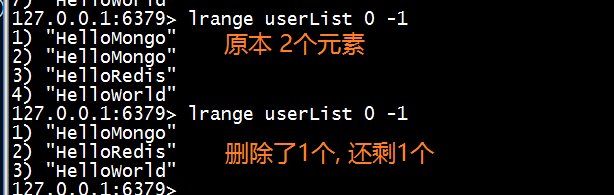 127.0.0.1:6379> lrange userList 0 -1
1) "HelloMongo"
原本 2个元素
2) "HelloMongo"
3) "HelloRedis"
4) "HelloWorld"
127.0.0.1:6379> lrange userList 0 -1
1) "HelloMongo"
2) "HelloRedis"
删除了1个, 还剩1个
3) "HelloWorld"
127.0.0.1:6379>